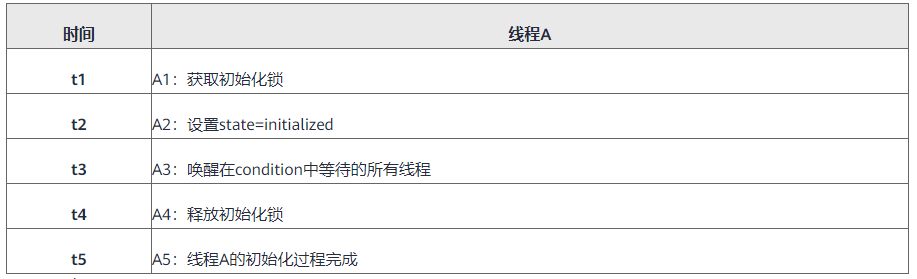 时间 线程A
t1 A1：获取初始化锁
t2 A2：设置state=initialized
t3 A3：唤醒在condition中等待的所有线程
t4 A4：释放初始化锁
t5 A5：线程A的初始化过程完成